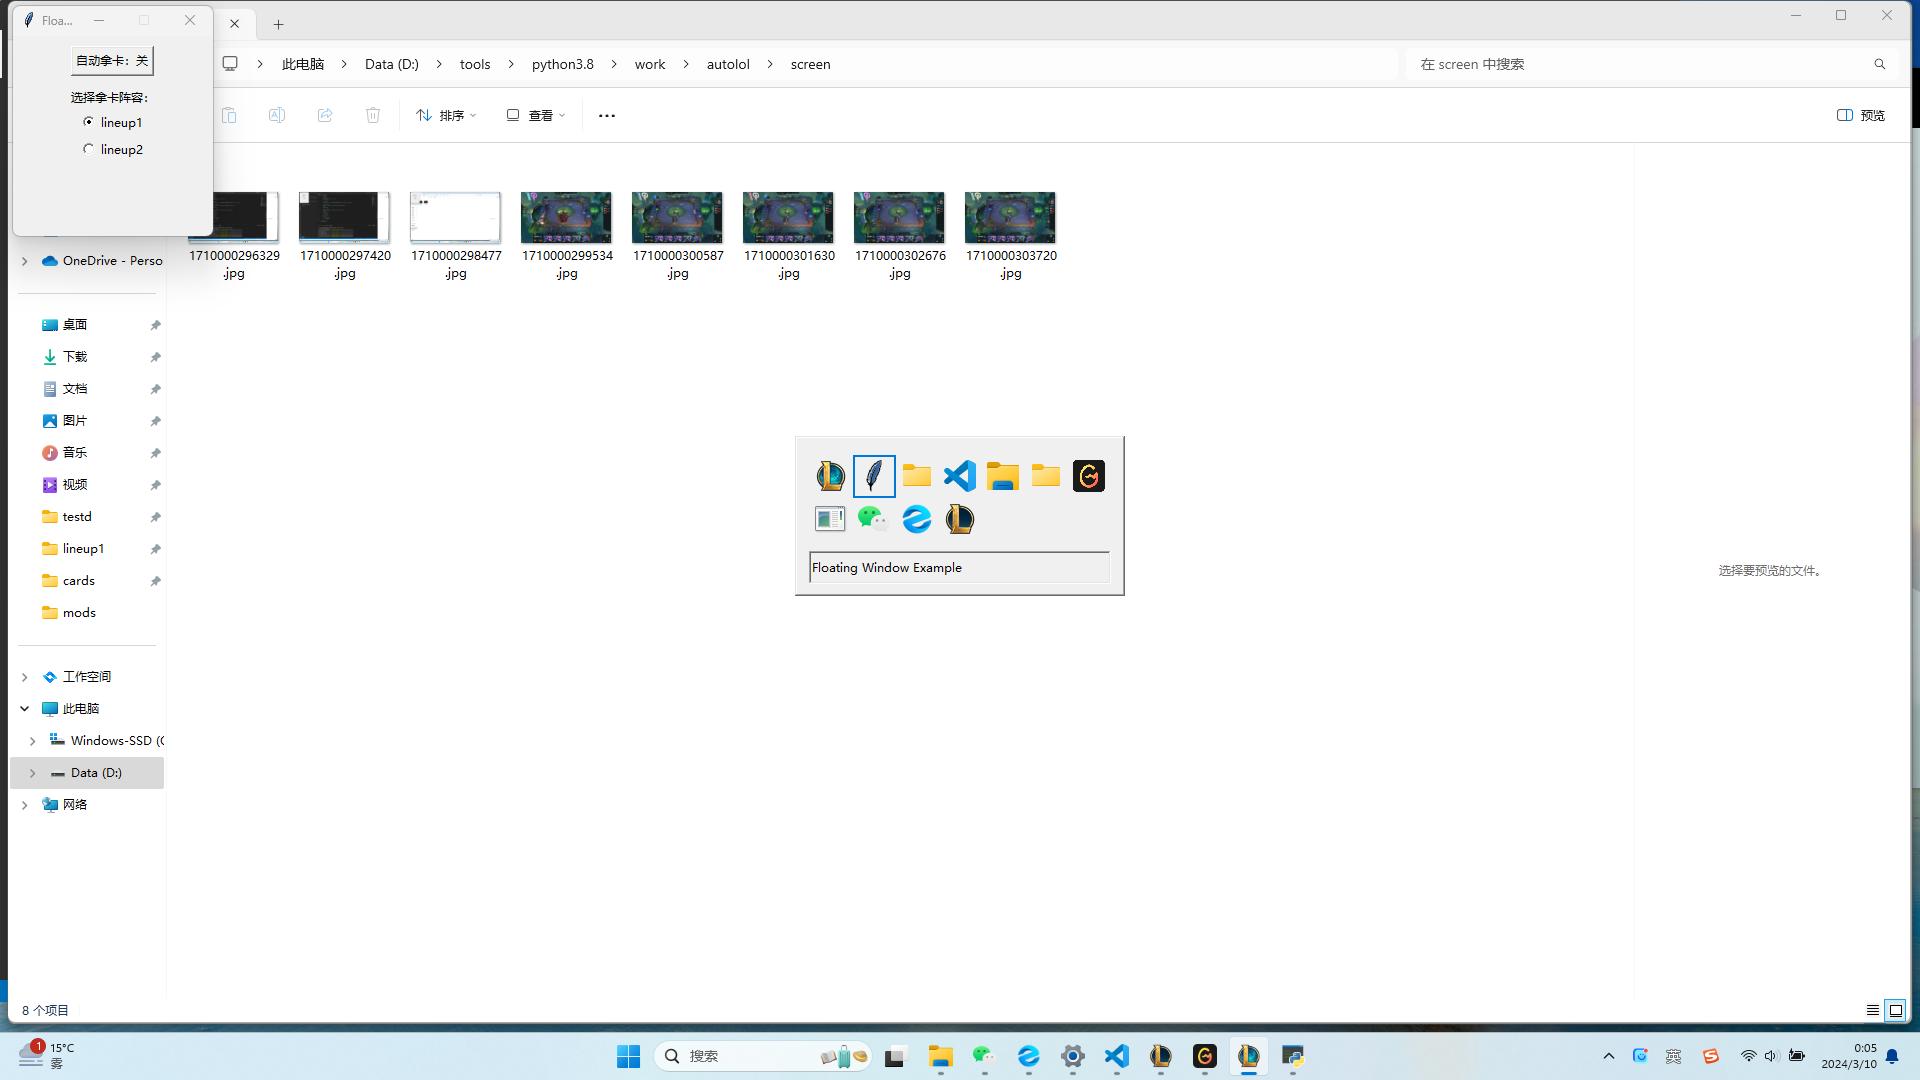 Floa...
自动拿卡：关
选择拿卡阵容：
lineup1
lineup2
此电脑
Data (D:)
tools
python3.8
work
autolol
screen
在 screen 中搜索
排序
查看
预览
1710000296329
.jpg
1710000297420
.jpg
1710000298477
.jpg
1710000299534
.jpg
1710000300587
.jpg
1710000301630
.jpg
1710000302676
.jpg
1710000303720
.jpg
OneDrive - Perso
桌面
下载
文档
图片
音乐
视频
testd
lineup1
cards
mods
工作空间
此电脑
Windows-SSD (C
Data (D:)
网络
Floating Window Example
选择要预览的文件。
8 个项目
1
15°C
雾
搜索
英
0:05
2024/3/10